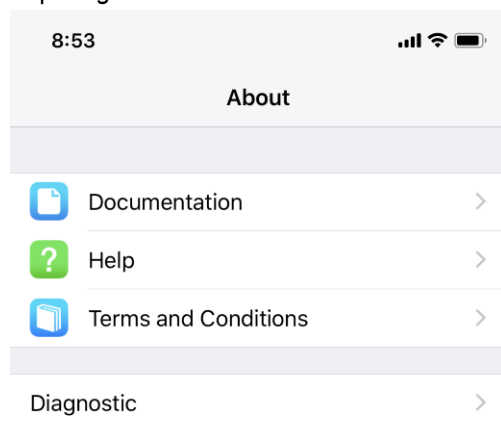 8:53
About
Documentation
Help
Terms and Conditions
Diagnostic